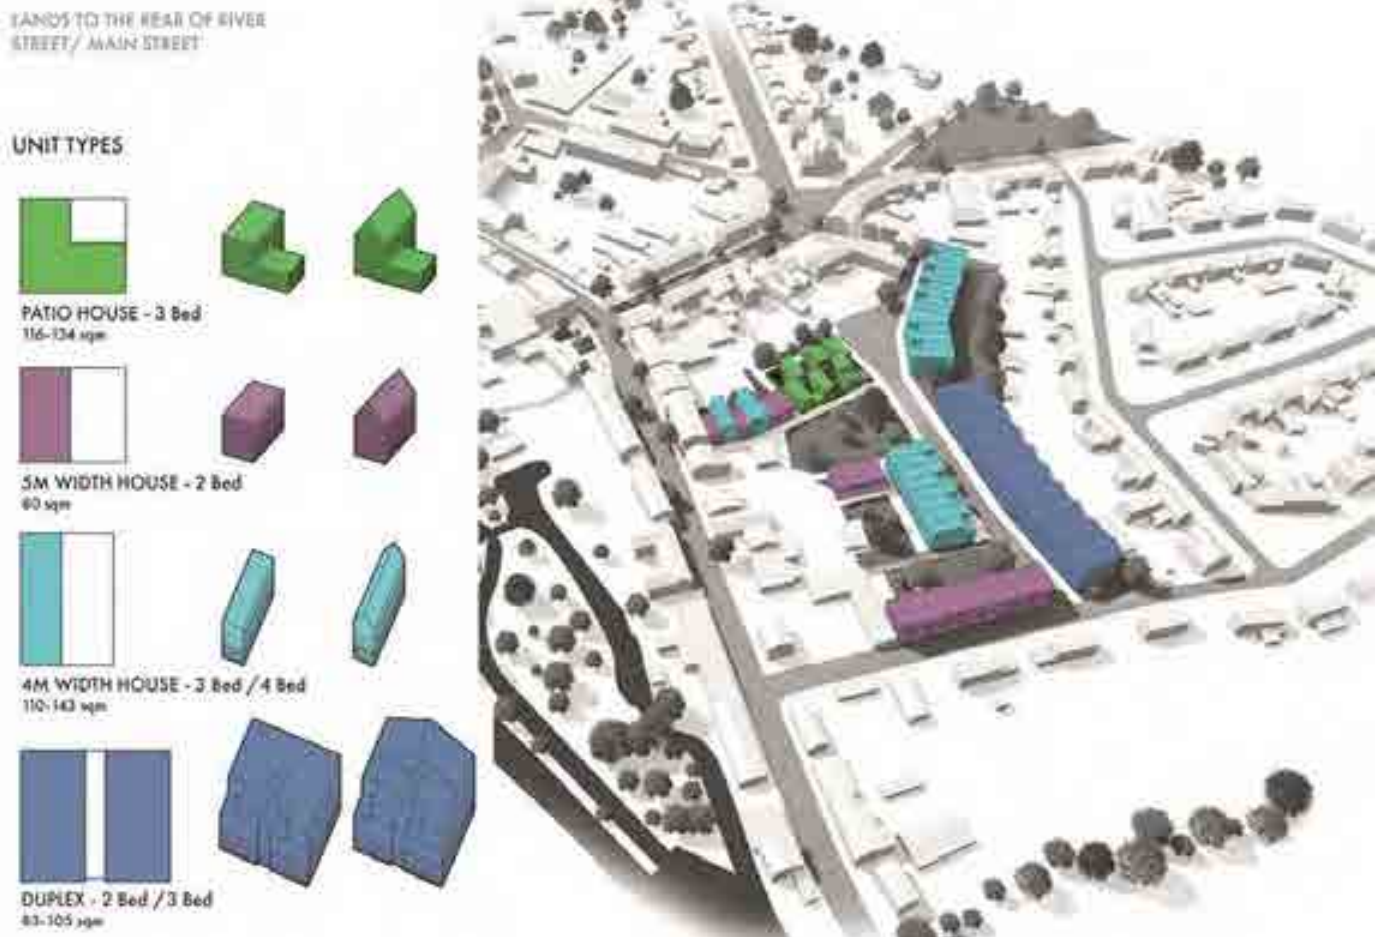 LANDS TO THE REAR OF RIVER
STREET/ MAIN STREET
UNIT TYPES
PATIO HOUSE - 3 Bed
116-134 sqm
5M WIDTH HOUSE - 2 Bed
80 sqm
4M WIDTH HOUSE - 3 Bed / 4 Bed
110-143 sqm
DUPLEX - 2 Bed / 3 Bed
83-105 sqm